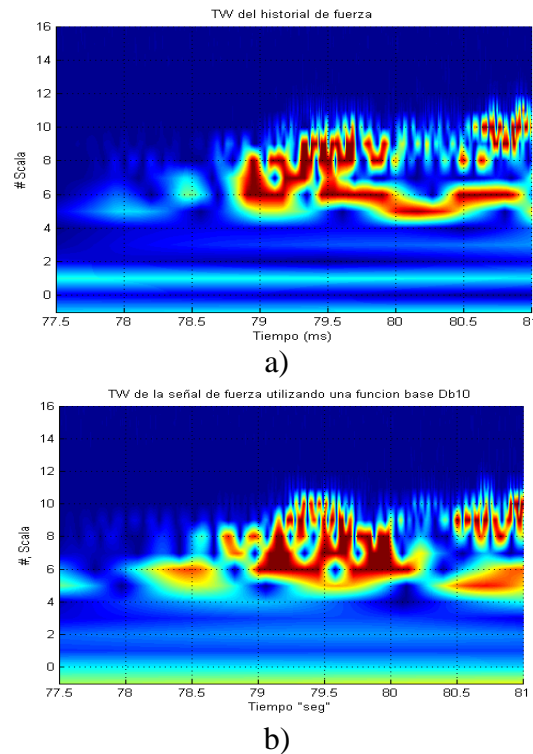 TW del historial de fuerza
16
14
12
10
8
6
4
2
0
# Scala
77.5 78 78.5 79 79.5 80 80.5 81
Tiempo (ms)
a)
TW de la señal de fuerza utilizando una funcion base Db10
16
14
12
10
8
6
4
2
0
#, Scala
77.5 78 78.5 79 79.5 80 80.5 81
Tiempo "seg"
b)